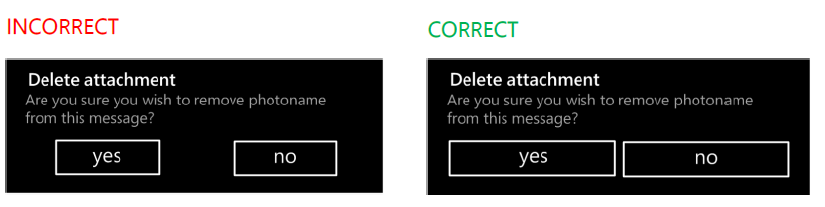 INCORRECT
Delete attachment
Are you sure you wish to remove photoname
from this message?
yes
no
CORRECT
Delete attachment
Are you sure you wish to remove photoname
from this message?
yes
no